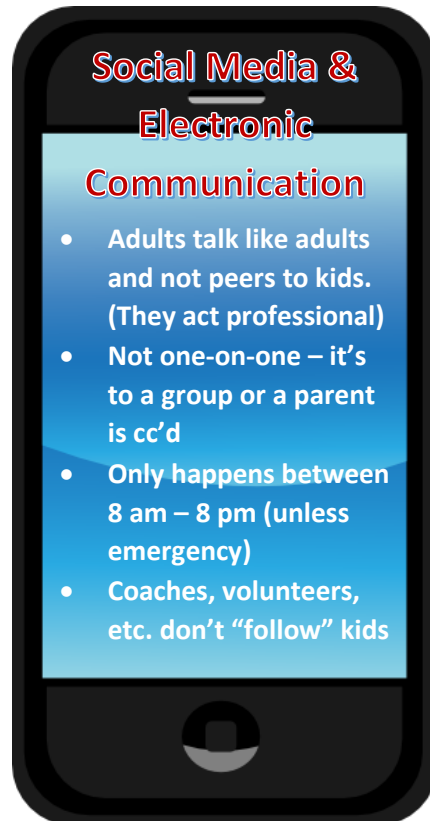 Social Media &
Electronic
Communication
• Adults talk like adults
and not peers to kids.
(They act professional)
• Not one-on-one – it's
to a group or a parent
is cc'd
• Only happens between
8 am – 8 pm (unless
emergency)
• Coaches, volunteers,
etc. don't “follow” kids